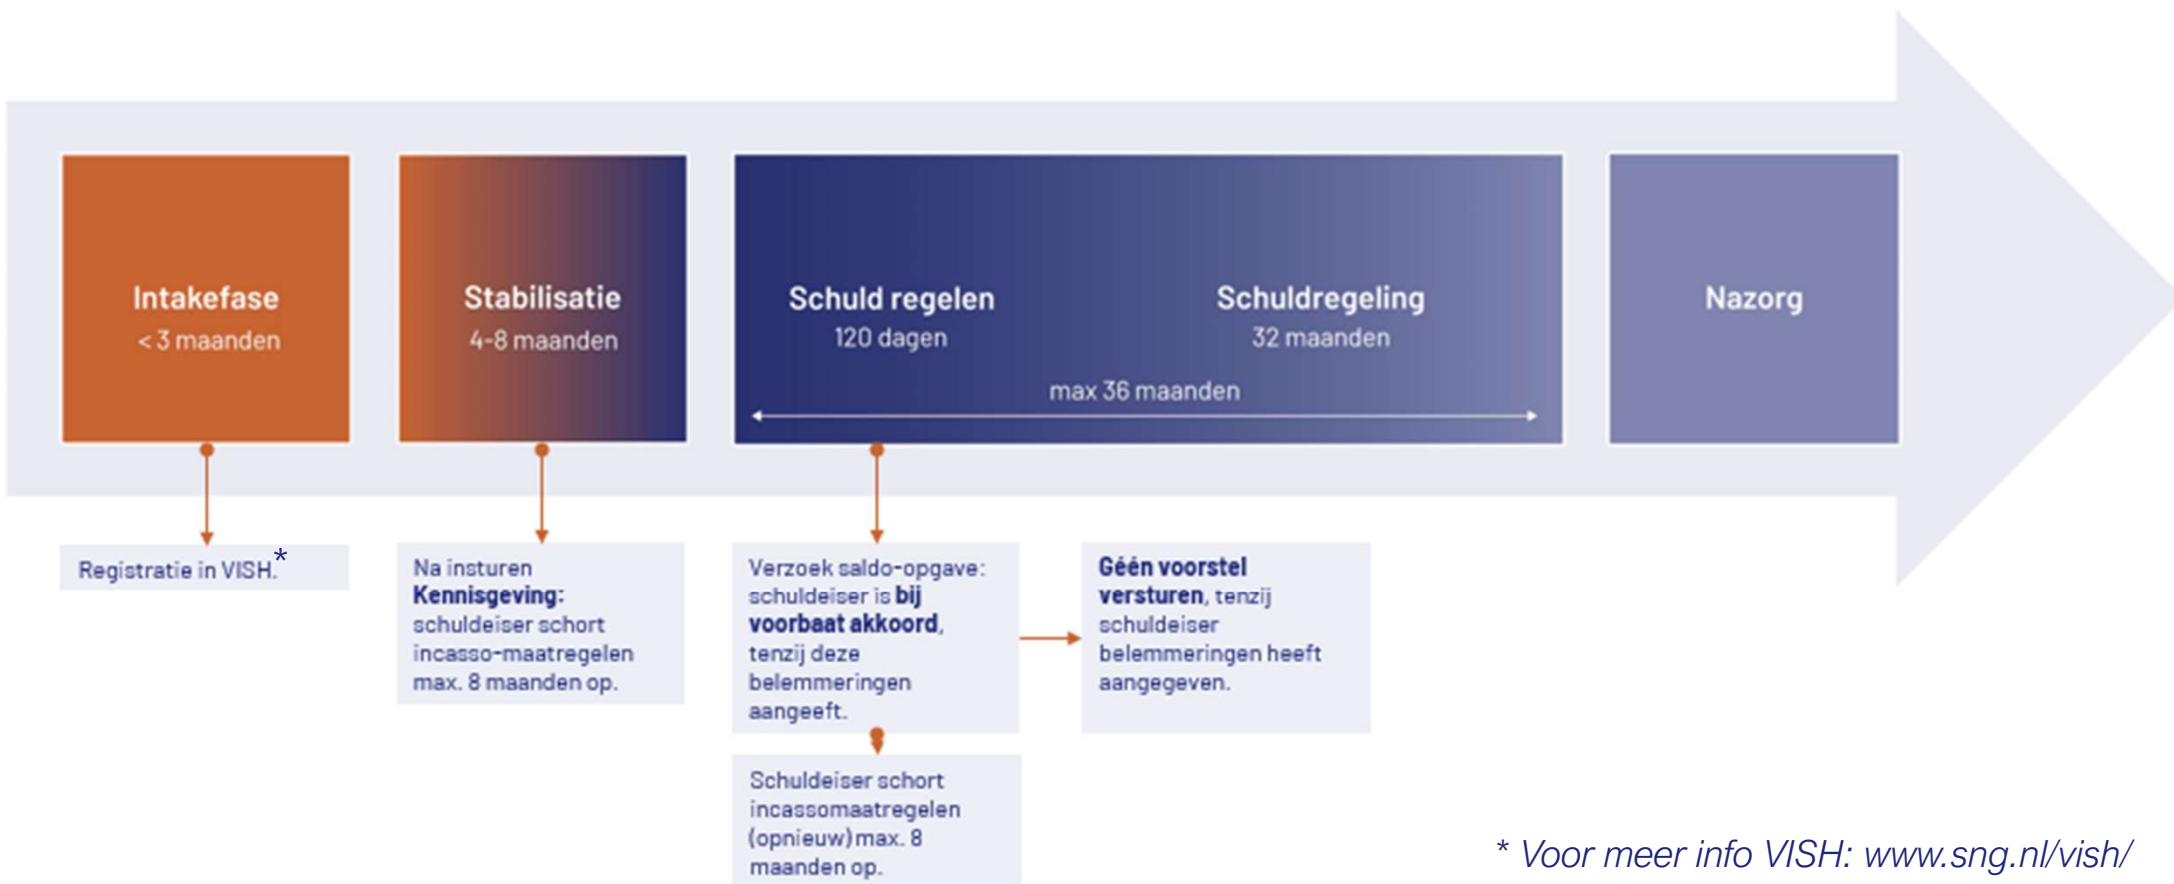 Intakefase
< 3 maanden
Stabilisatie
4-8 maanden
Schuld regelen
120 dagen
Schuldregeling
32 maanden
max 36 maanden
Nazorg
Registratie in VISH.*
Na insturen
Kennisgeving:
schuldeiser schort
incasso-maatregelen
max. 8 maanden op.
Verzoek saldo-opgave:
schuldeiser is bij
voorbaat akkoord,
tenzij deze
belemmeringen
aangeeft.
Géén voorstel
versturen, tenzij
schuldeiser
belemmeringen heeft
aangegeven.
Schuldeiser schort
incassomaatregelen
(opnieuw) max. 8
maanden op.
* Voor meer info VISH: www.sng.nl/vish/